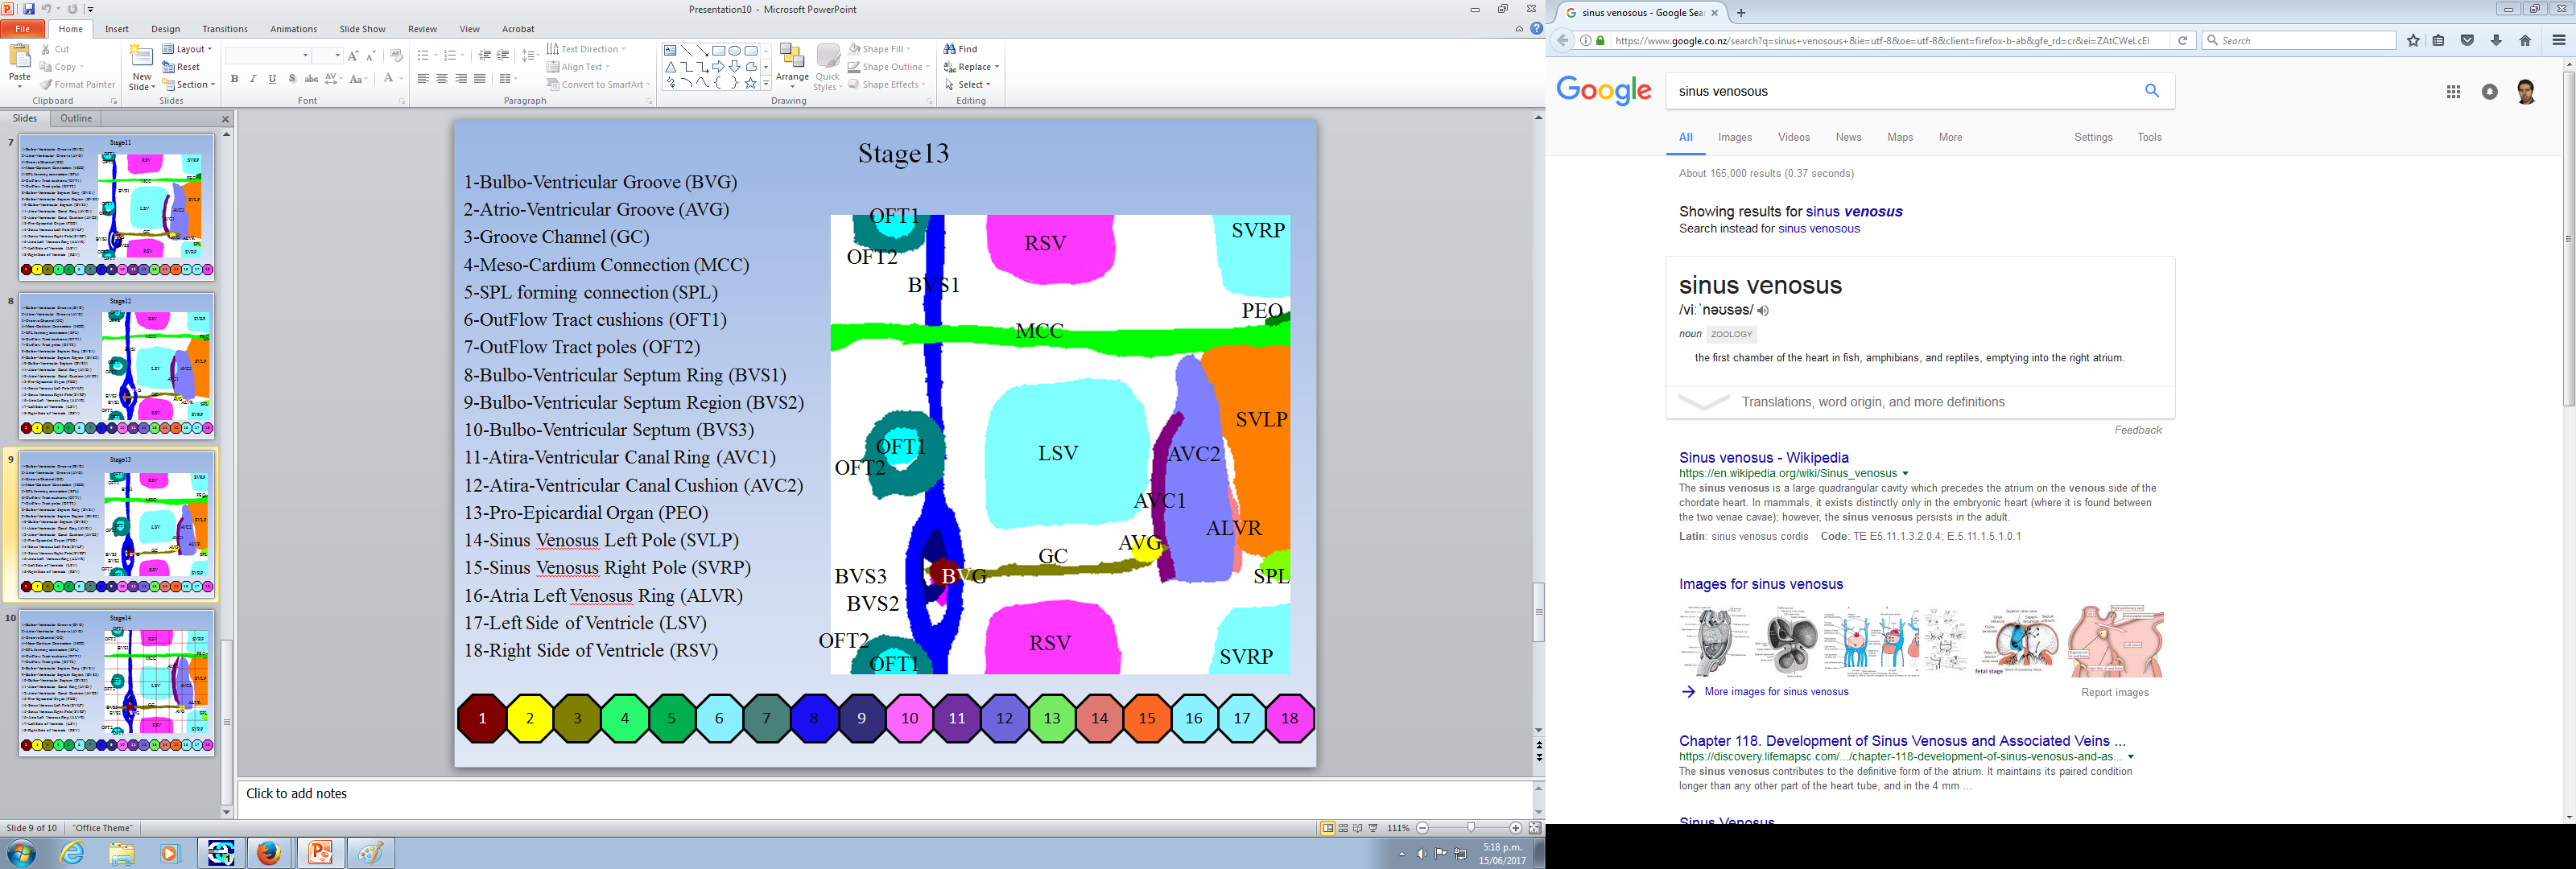 Presentation10 - Microsoft PowerPoint
File Home Insert Design Transitions Animations Slide Show Review View Acrobat
Paste
Cut
Copy
Format Painter
Clipboard
New Slide
Layout
Reset
Section
Slides
Font
Text Direction
Align Text
Convert to SmartArt
Paragraph
Arrange
Quick Styles
Shape Fill
Shape Outline
Shape Effects
Drawing
Find
Replace
Select
Editing
Slides Outline
7
Stage11
8
Stage12
9
Stage13
10
Stage14
Stage13
1-Bulbo-Ventricular Groove (BVG)
2-Atrio-Ventricular Groove (AVG)
3-Groove Channel (GC)
4-Meso-Cardium Connection (MCC)
5-SPL forming connection (SPL)
6-OutFlow Tract cushions (OFT1)
7-OutFlow Tract poles (OFT2)
8-Bulbo-Ventricular Septum Ring (BVS1)
9-Bulbo-Ventricular Septum Region (BVS2)
10-Bulbo-Ventricular Septum (BVS3)
11-Atira-Ventricular Canal Ring (AVC1)
12-Atira-Ventricular Canal Cushion (AVC2)
13-Pro-Epicardial Organ (PEO)
14-Sinus Venosus Left Pole (SVLP)
15-Sinus Venosus Right Pole (SVRP)
16-Atria Left Venosus Ring (ALVR)
17-Left Side of Ventricle (LSV)
18-Right Side of Ventricle (RSV)
OFT1
OFT2
BVS1
RSV
SVRP
PEO
MCC
SVLP
OFT1
OFT2
LSV
AVC2
AVC1
ALVR
AVG
GC
BVS3
BVG
SPL
BVS2
OFT2
OFT1
RSV
SVRP
1 2 3 4 5 6 7 8 9 10 11 12 13 14 15 16 17 18
Click to add notes
Slide 9 of 10 "Office Theme"
111%
5:18 p.m.
15/06/2017
sinus venosous - Google Sea
https://www.google.co.nz/search?q=sinus+venosous+&ie=utf-8&oe=utf-8&client=firefox-b-ab&gfe_rd=cr&ei=ZAtCWeLcEI
Search
Google
sinus venosous
All Images Videos News Maps More Settings Tools
About 165,000 results (0.37 seconds)
Showing results for sinus venosus
Search instead for sinus venosous
sinus venosus
/viːˈnəʊsəs/
noun ZOOLOGY
the first chamber of the heart in fish, amphibians, and reptiles, emptying into the right atrium.
Translations, word origin, and more definitions
Feedback
Sinus venosus - Wikipedia
https://en.wikipedia.org/wiki/Sinus_venosus
The sinus venosus is a large quadrangular cavity which precedes the atrium on the venous side of the
chordate heart. In mammals, it exists distinctly only in the embryonic heart (where it is found between
the two venae cavae); however, the sinus venosus persists in the adult.
Latin: sinus venosus cordis Code: TE E5.11.1.3.2.0.4; E.5.11.1.5.1.0.1
Images for sinus venosus
fetal stage
More images for sinus venosus
Report images
Chapter 118. Development of Sinus Venosus and Associated Veins ...
https://discovery.lifemapsc.com/.../chapter-118-development-of-sinus-venosus-and-as...
The sinus venosus contributes to the definitive form of the atrium. It maintains its paired condition
longer than any other part of the heart tube, and in the 4 mm ...
Sinus Venosus